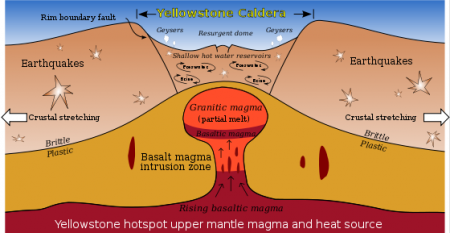 Yellowstone Caldera
Rim boundary fault
Geysers
Geysers
Resurgent dome
Shallow hot water reservoirs
Earthquakes
Earthquakes
Brine
Brine
Granitic magma
(partial melt)
Crustal stretching
Crustal stretching
Basaltic magma
Brittle
Plastic
Brittle
Plastic
Basalt magma
intrusion zone
Rising basaltic magma
Yellowstone hotspot upper mantle magma and heat source